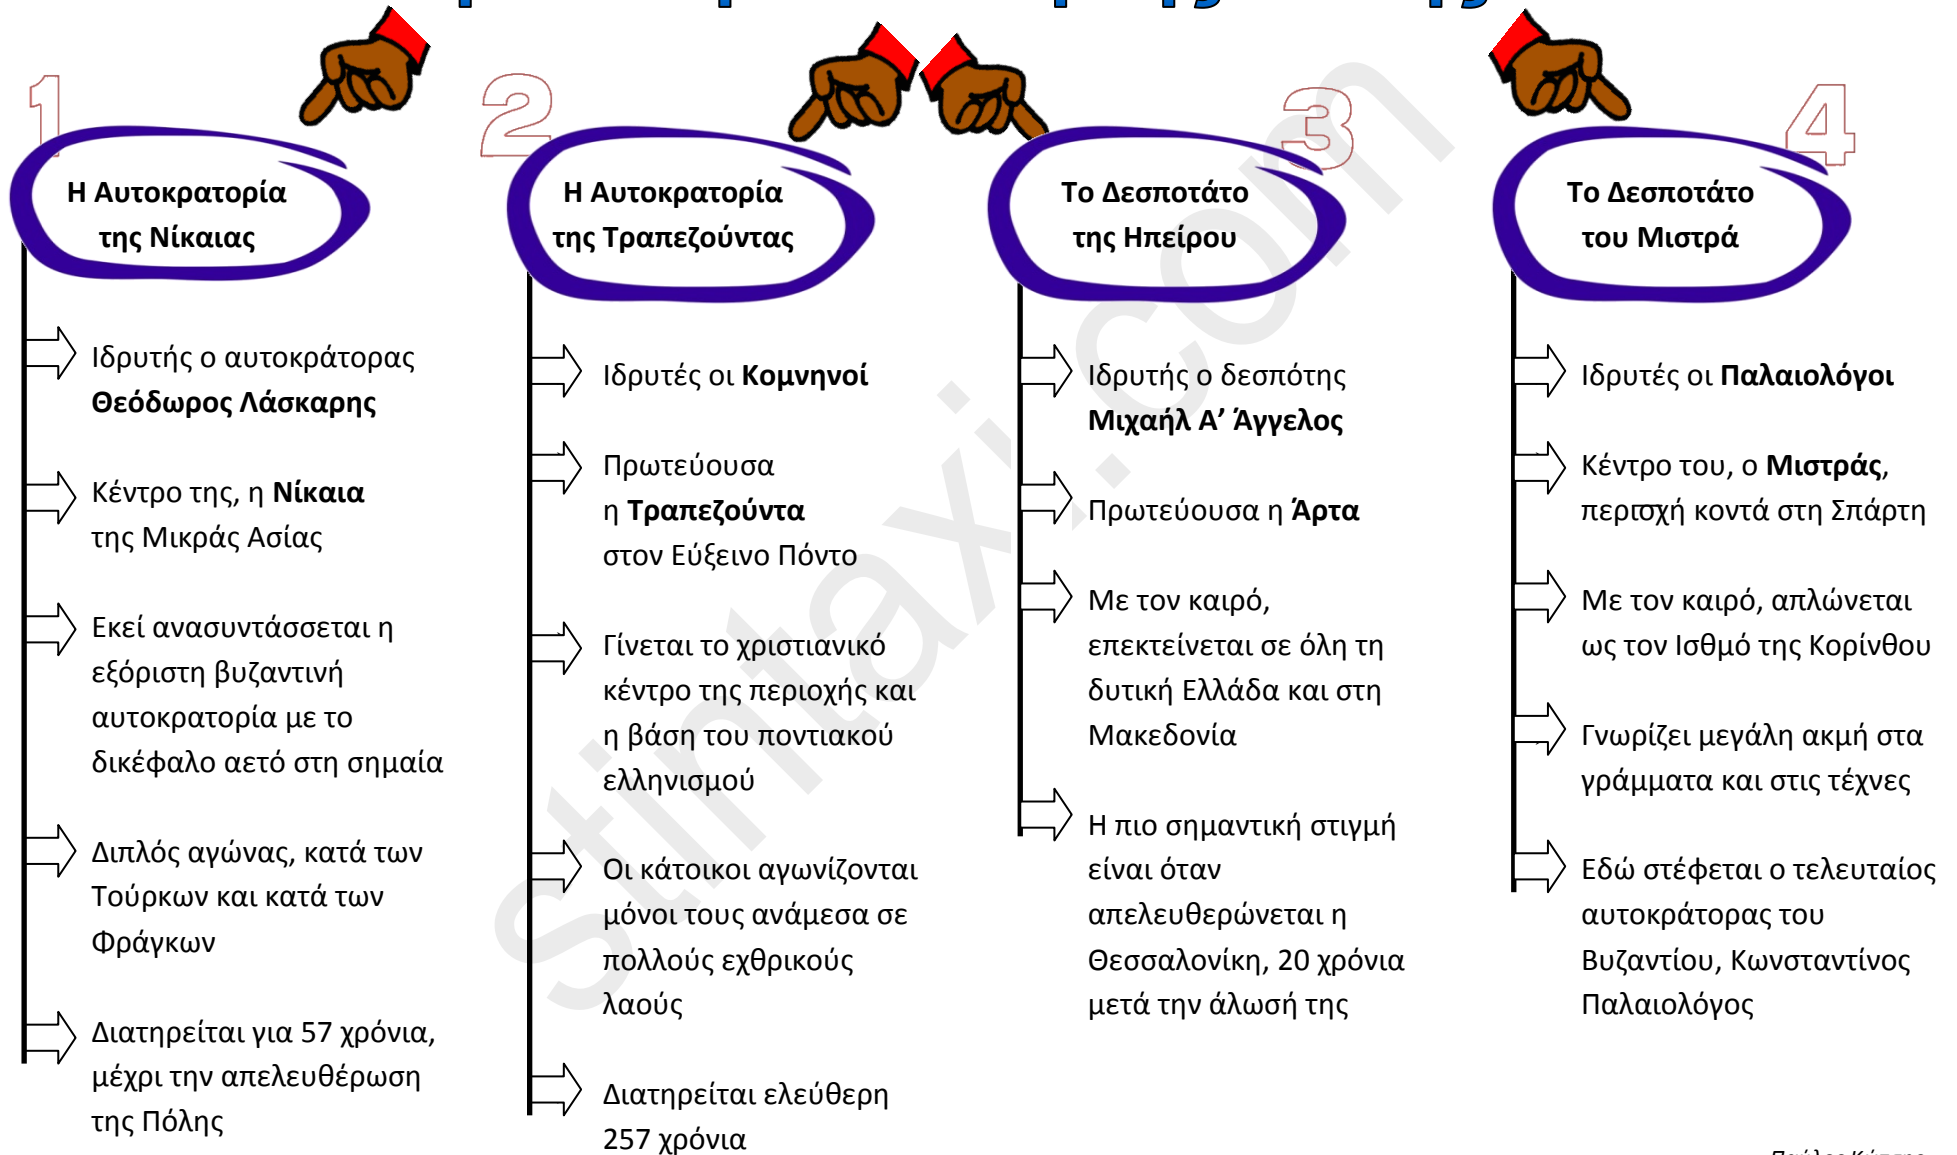 1
Η Αυτοκρατορία
της Νίκαιας
Ιδρυτής ο αυτοκράτορας
Θεόδωρος Λάσκαρης
Κέντρο της, η Νίκαια
της Μικράς Ασίας
Εκεί ανασυντάσσεται η
εξόριστη βυζαντινή
αυτοκρατορία με το
δικέφαλο αετό στη σημαία
Διπλός αγώνας, κατά των
Τούρκων και κατά των
Φράγκων
Διατηρείται για 57 χρόνια,
μέχρι την απελευθέρωση
της Πόλης
2
Η Αυτοκρατορία
της Τραπεζούντας
Ιδρυτές οι Κομνηνοί
Πρωτεύουσα
η Τραπεζούντα
στον Εύξεινο Πόντο
Γίνεται το χριστιανικό
κέντρο της περιοχής και
η βάση του ποντιακού
ελληνισμού
Οι κάτοικοι αγωνίζονται
μόνοι τους ανάμεσα σε
πολλούς εχθρικούς
λαούς
Διατηρείται ελεύθερη
257 χρόνια
3
Το Δεσποτάτο
της Ηπείρου
Ιδρυτής ο δεσπότης
Μιχαήλ Α’ Άγγελος
Πρωτεύουσα η Άρτα
Με τον καιρό,
επεκτείνεται σε όλη τη
δυτική Ελλάδα και στη
Μακεδονία
Η πιο σημαντική στιγμή
είναι όταν
απελευθερώνεται η
Θεσσαλονίκη, 20 χρόνια
μετά την άλωσή της
4
Το Δεσποτάτο
του Μιστρά
Ιδρυτές οι Παλαιολόγοι
Κέντρο του, ο Μιστράς,
περισχή κοντά στη Σπάρτη
Με τον καιρό, απλώνεται
ως τον Ισθμό της Κορίνθου
Γνωρίζει μεγάλη ακμή στα
γράμματα και στις τέχνες
Εδώ στέφεται ο τελευταίος
αυτοκράτορας του
Βυζαντίου, Κωνσταντίνος
Παλαιολόγος
stintaxi.com